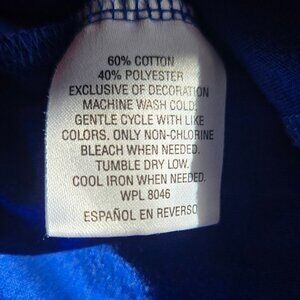 60% COTTON
40% POLYESTER
EXCLUSIVE OF DECORATION
MACHINE WASH COLD
GENTLE CYCLE WITH LIKE
COLORS. ONLY NON-CHLORINE
BLEACH WHEN NEEDED.
TUMBLE DRY LOW.
COOL IRON WHEN NEEDED.
WPL 8046
ESPAÑOL EN REVERSO